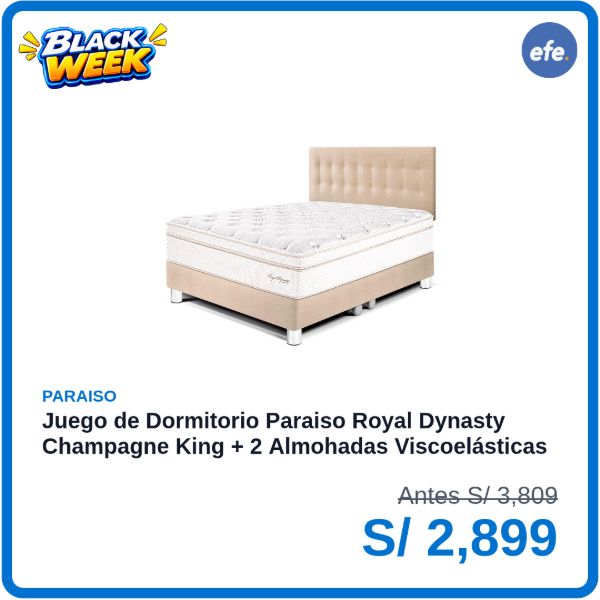 BLACK
WEEK
efe.
PARAISO
Juego de Dormitorio Paraiso Royal Dynasty
Champagne King + 2 Almohadas Viscoelásticas
Antes S/ 3,809
S/ 2,899